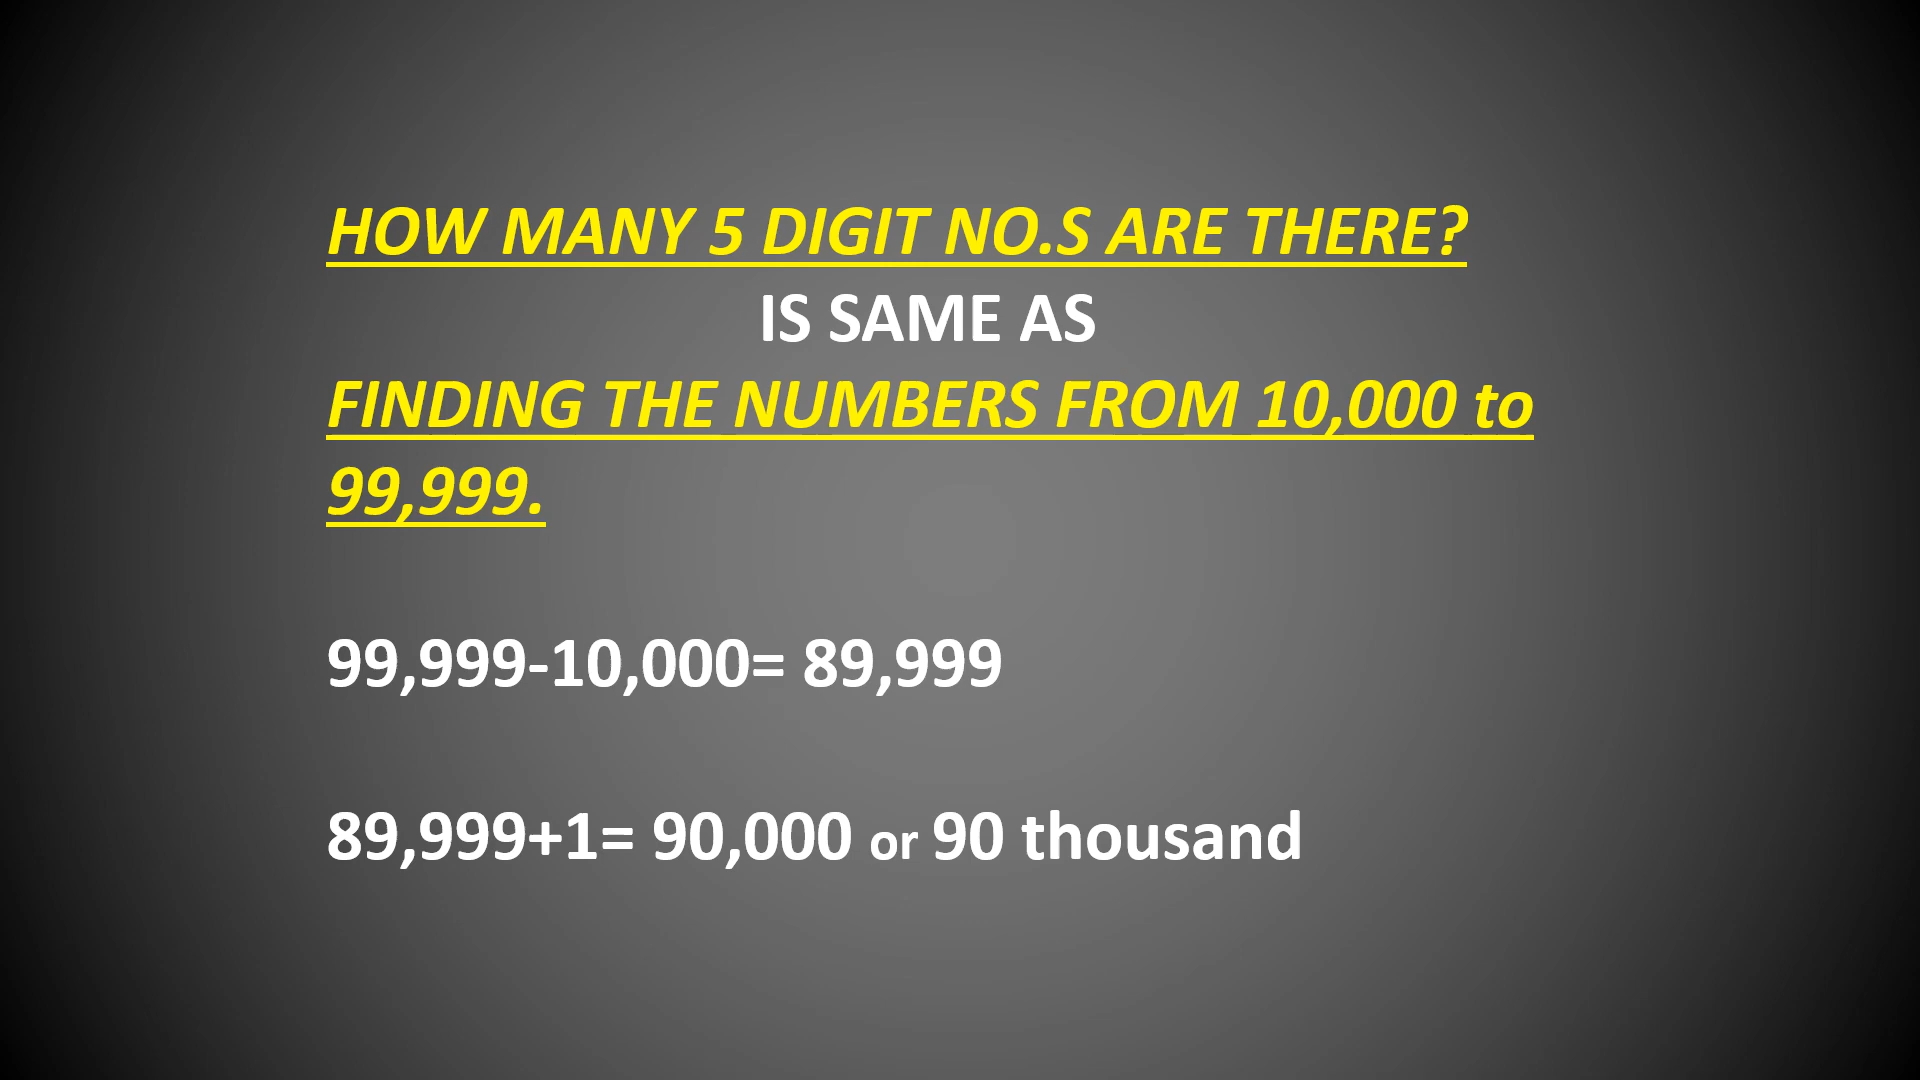 HOW MANY 5 DIGIT NO.S ARE THERE?
IS SAME AS
FINDING THE NUMBERS FROM 10,000 to
99,999.
99,999-10,000= 89,999
89,999+1= 90,000 or 90 thousand